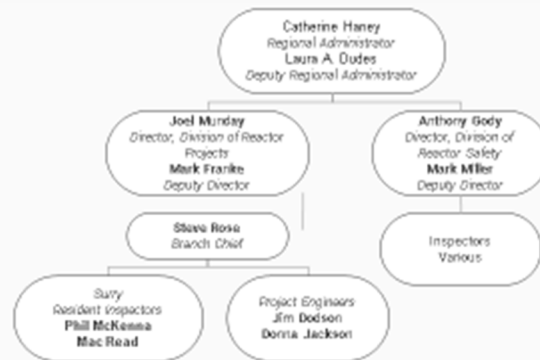 Catherine Haney
Regional Administrator
Laura A. Dudes
Deputy Regional Administrator
Joel Munday
Director, Division of Reactor
Projects
Mark Franke
Deputy Director
Anthony Gody
Director, Division of
Reactor Safety
Mark Miller
Deputy Director
Steve Rose
Branch Chief
Inspectors
Various
Surry
Resident Inspectors
Phil McKenna
Mac Read
Project Engineers
Jim Dodson
Donna Jackson